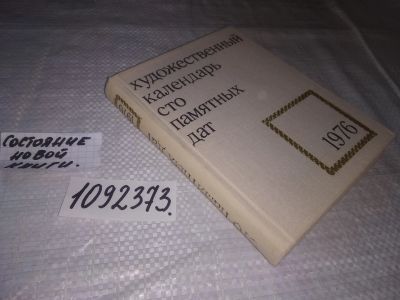 художественный
календарь
сто
памятных
дат
1976
Состояние
новой
книги.
1092373.